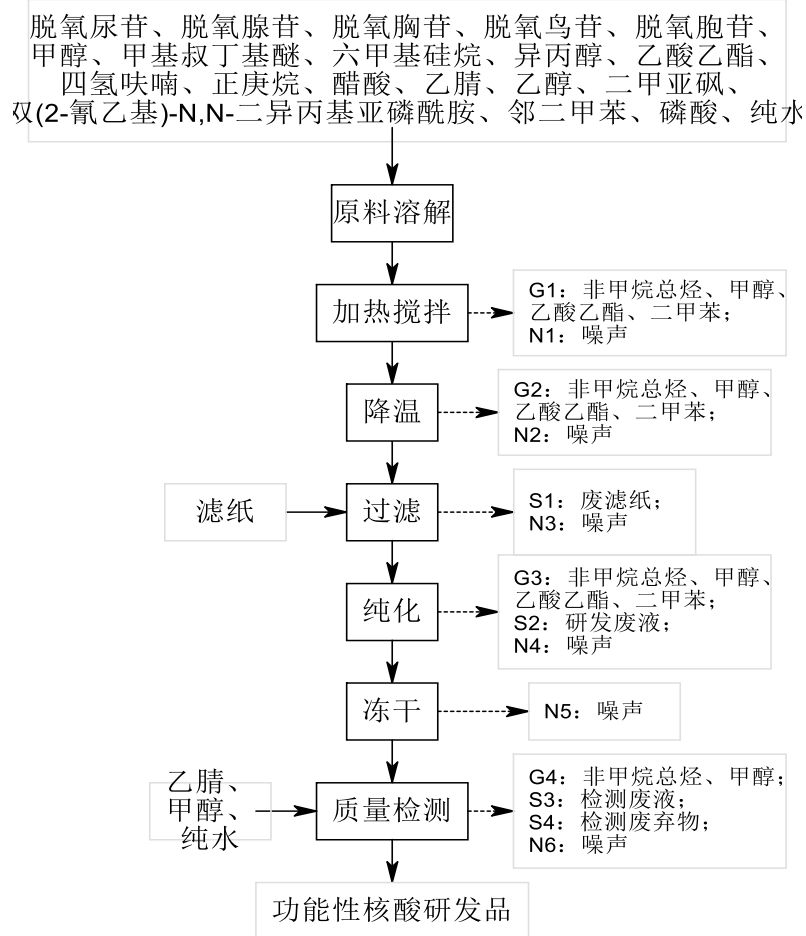 脱氧尿苷、脱氧腺苷、脱氧胸苷、脱氧鸟苷、脱氧胞苷、
甲醇、甲基叔丁基醚、六甲基硅烷、异丙醇、乙酸乙酯、
四氢呋喃、正庚烷、醋酸、乙腈、乙醇、二甲亚砜、
双(2-氰乙基)-N,N-二异丙基亚磷酰胺、邻二甲苯、磷酸、纯水
原料溶解
加热搅拌
G1：非甲烷总烃、甲醇、
乙酸乙酯、二甲苯；
N1：噪声
降温
G2：非甲烷总烃、甲醇、
乙酸乙酯、二甲苯；
N2：噪声
滤纸
过滤
S1：废滤纸；
N3：噪声
纯化
G3：非甲烷总烃、甲醇、
乙酸乙酯、二甲苯；
S2：研发废液；
N4：噪声
冻干
N5：噪声
乙腈、
甲醇、
纯水
质量检测
G4：非甲烷总烃、甲醇；
S3：检测废液；
S4：检测废弃物；
N6：噪声
功能性核酸研发品